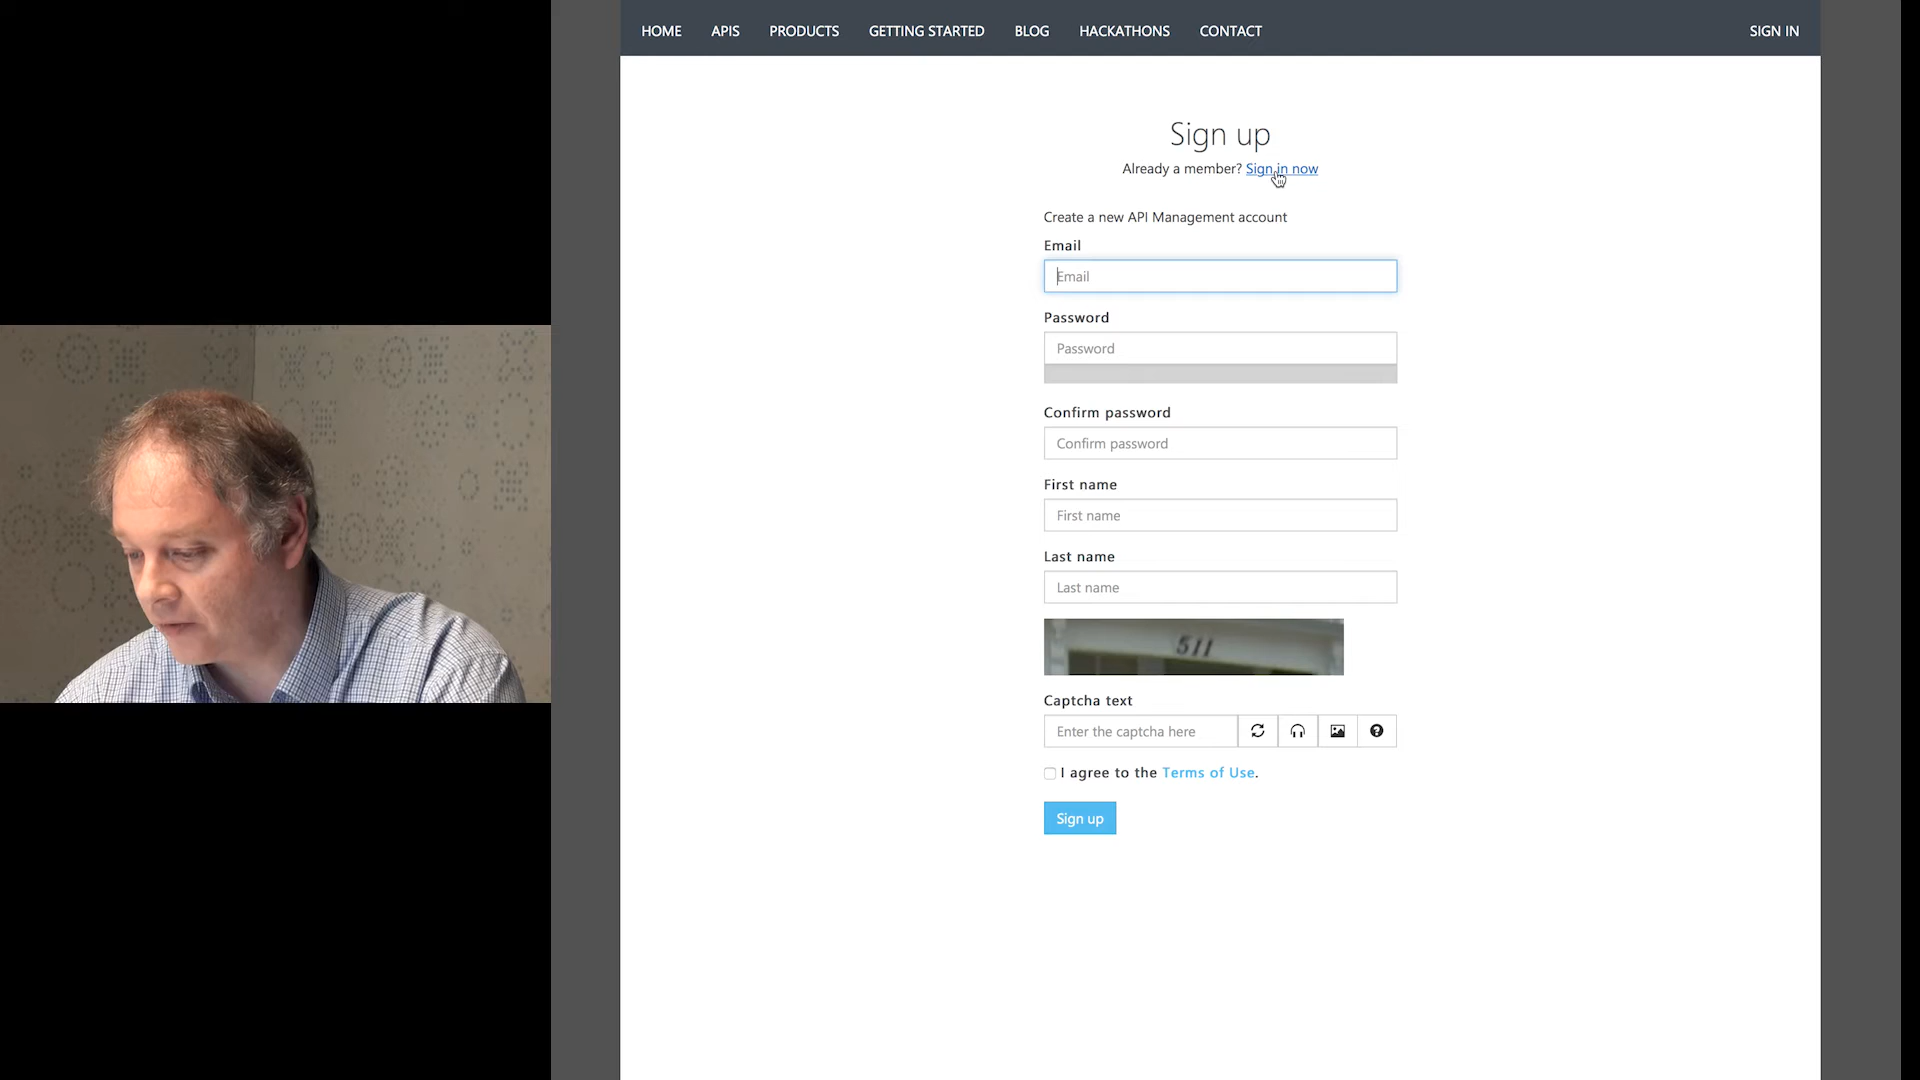 HOME APIS PRODUCTS GETTING STARTED BLOG HACKATHONS CONTACT SIGN IN
Sign up
Already a member? Sign in now
Create a new API Management account
Email
Email
Password
Password
Confirm password
Confirm password
First name
First name
Last name
Last name
511
Captcha text
Enter the captcha here
I agree to the Terms of Use.
Sign up